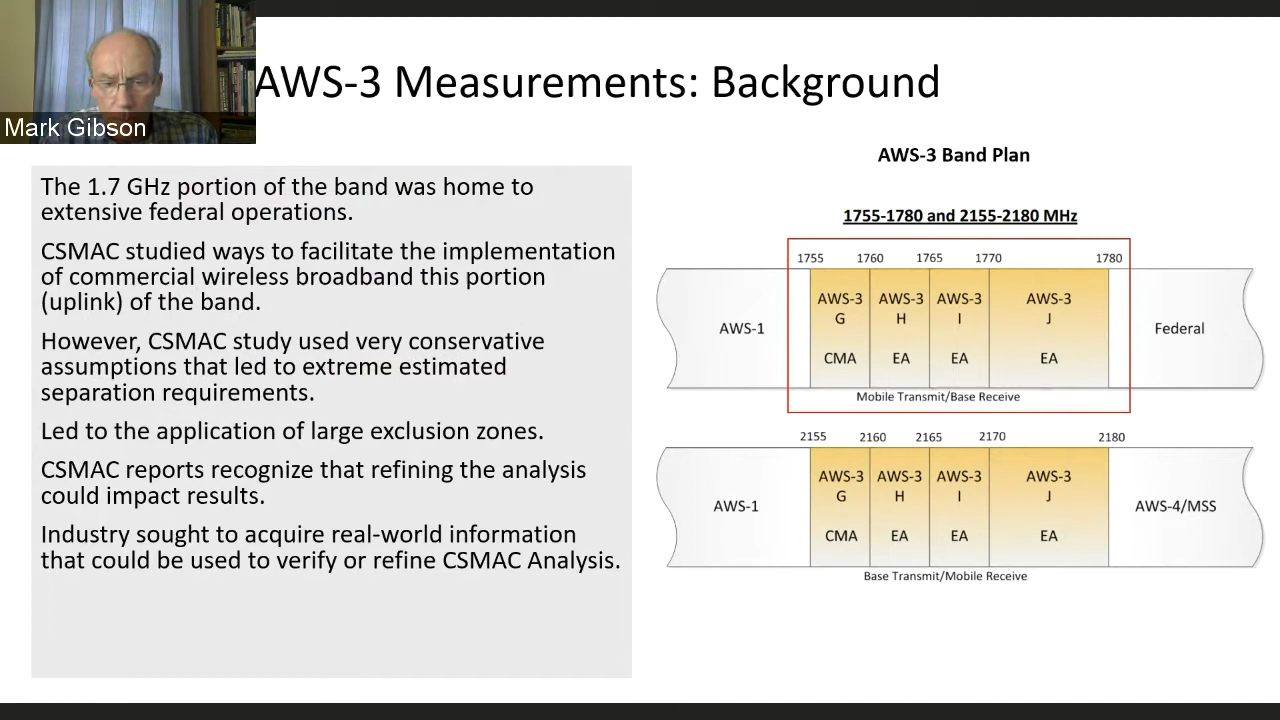 AWS-3 Measurements: Background
Mark Gibson
The 1.7 GHz portion of the band was home to
extensive federal operations.
CSMAC studied ways to facilitate the implementation
of commercial wireless broadband this portion
(uplink) of the band.
However, CSMAC study used very conservative
assumptions that led to extreme estimated
separation requirements.
Led to the application of large exclusion zones.
CSMAC reports recognize that refining the analysis
could impact results.
Industry sought to acquire real-world information
that could be used to verify or refine CSMAC Analysis.
AWS-3 Band Plan
1755-1780 and 2155-2180 MHz
1755 1760 1765 1770 1780
AWS-3 AWS-3 AWS-3 AWS-3
G H I J
AWS-1 Federal
CMA EA EA EA
Mobile Transmit/Base Receive
2155 2160 2165 2170 2180
AWS-3 AWS-3 AWS-3 AWS-3
G H I J
AWS-1 AWS-4/MSS
CMA EA EA EA
Base Transmit/Mobile Receive